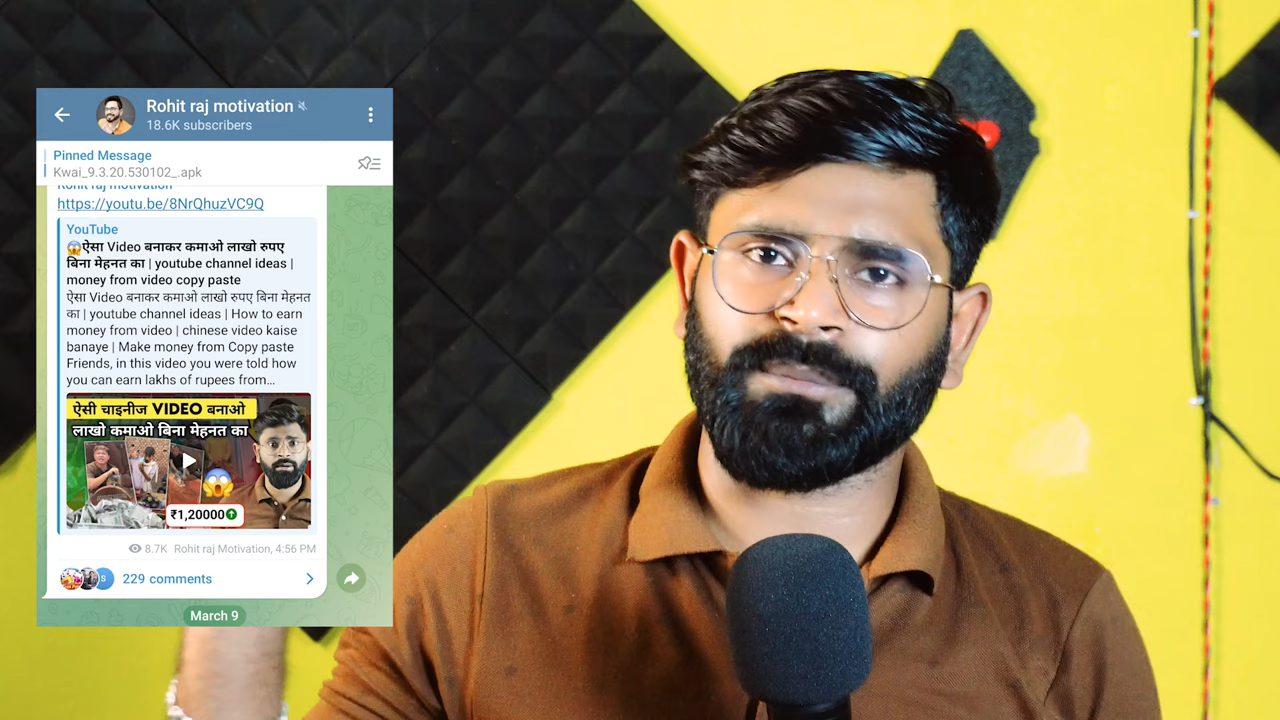 Rohit raj motivation
18.6K subscribers
Pinned Message
Kwai_9.3.20.530102_.apk
Rohit raj motivation
https://youtu.be/8NrQhuzVC9Q
YouTube
😱ऐसा Video बनाकर कमाओ लाखो रुपए
बिना मेहनत का | youtube channel ideas |
money from video copy paste
ऐसा Video बनाकर कमाओ लाखो रुपए बिना मेहनत
का | youtube channel ideas | How to earn
money from video | chinese video kaise
banaye | Make money from Copy paste
Friends, in this video you were told how
you can earn lakhs of rupees from...
ऐसी चाइनीज VIDEO बनाओ
लाखो कमाओ बिना मेहनत का
₹1,20000
8.7K Rohit raj Motivation, 4:56 PM
S
229 comments
March 9